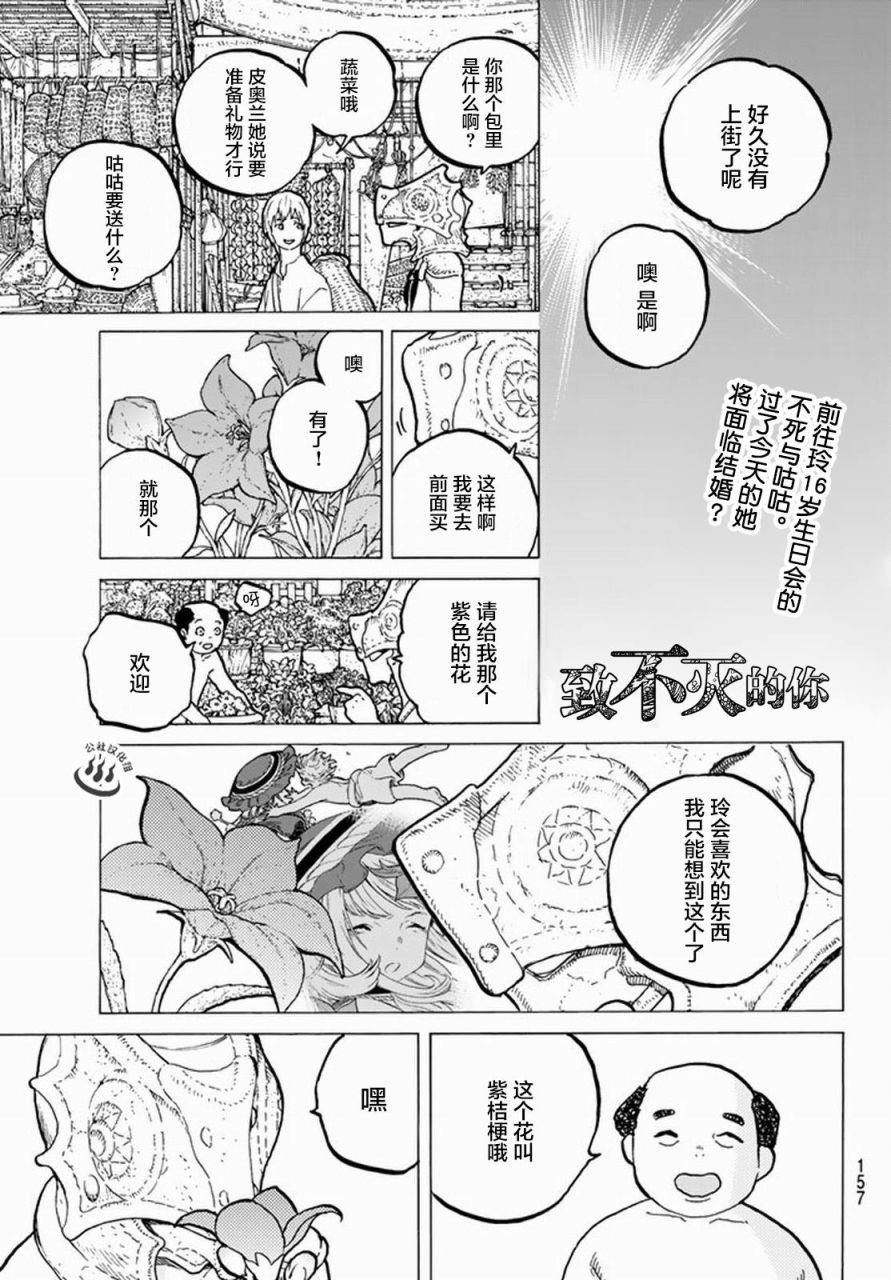 好久没有
上街了呢
噢是啊
前往玲16岁生日会的
不死与咕咕。
过了今天的她
将面临结婚？
致不灭的你
你那个包里
是什么啊？
蔬菜哦
皮奥兰她说要
准备礼物才行
咕咕要送什么？
这样啊
我要去
前面买
噢
有了！
就那个
请给我那个
紫色的花
呀
欢迎
公社汉化组
玲会喜欢的东西
我只能想到这个了
这个花叫
紫桔梗哦
嘿
157